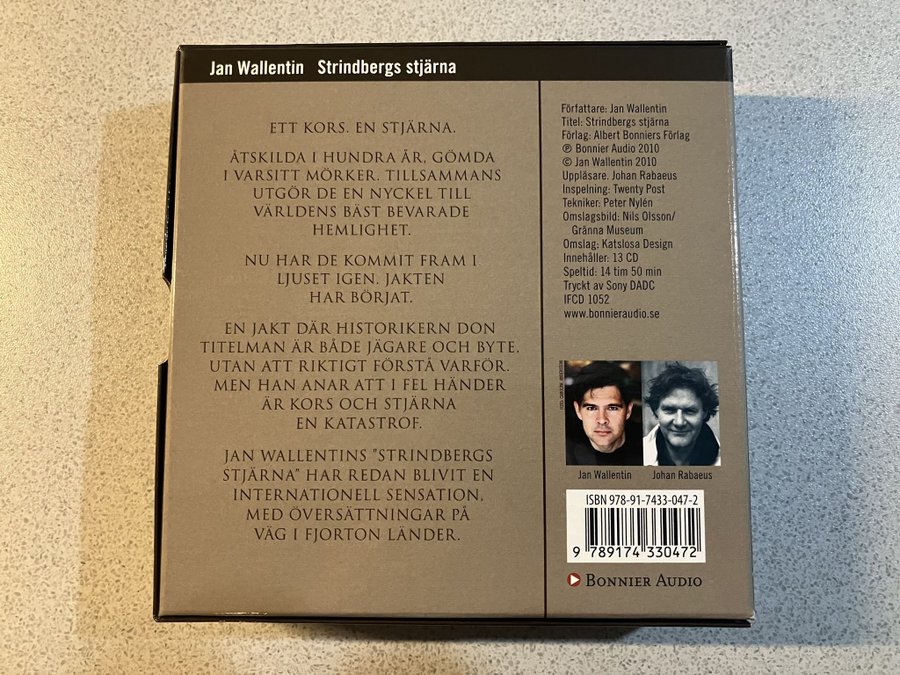 Jan Wallentin Strindbergs stjärna
ETT KORS. EN STJÄRNA.
ÅTSKILDA I HUNDRA ÅR, GÖMDA
I VARSITT MÖRKER. TILLSAMMANS
UTGÖR DE EN NYCKEL TILL
VÄRLDENS BÄST BEVARADE
HEMLIGHET.
NU HAR DE KOMMIT FRAM I
LJUSET IGEN. JAKTEN
HAR BÖRJAT.
EN JAKT DÄR HISTORIKERN DON
TITELMAN ÄR BÅDE JÄGARE OCH BYTE,
UTAN ATT RIKTIGT FÖRSTÅ VARFÖR.
MEN HAN ANAR ATT I FEL HÄNDER
ÄR KORS OCH STJÄRNA
EN KATASTROF.
JAN WALLENTINS "STRINDBERGS
STJÄRNA" HAR REDAN BLIVIT EN
INTERNATIONELL SENSATION,
MED ÖVERSÄTTNINGAR PÅ
VÄG I FJORTON LÄNDER.
Författare: Jan Wallentin
Titel: Strindbergs stjärna
Förlag: Albert Bonniers Förlag
℗ Bonnier Audio 2010
© Jan Wallentin 2010
Uppläsare. Johan Rabaeus
Inspelning: Twenty Post
Tekniker: Peter Nylén
Omslagsbild: Nils Olsson/
Gränna Museum
Omslag: Katslosa Design
Innehåller: 13 CD
Speltid: 14 tim 50 min
Tryckt av Sony DADC
IFCD 1052
www.bonnieraudio.se
Jan Wallentin Johan Rabaeus
ISBN 978-91-7433-047-2
9 789174 330472
BONNIER AUDIO